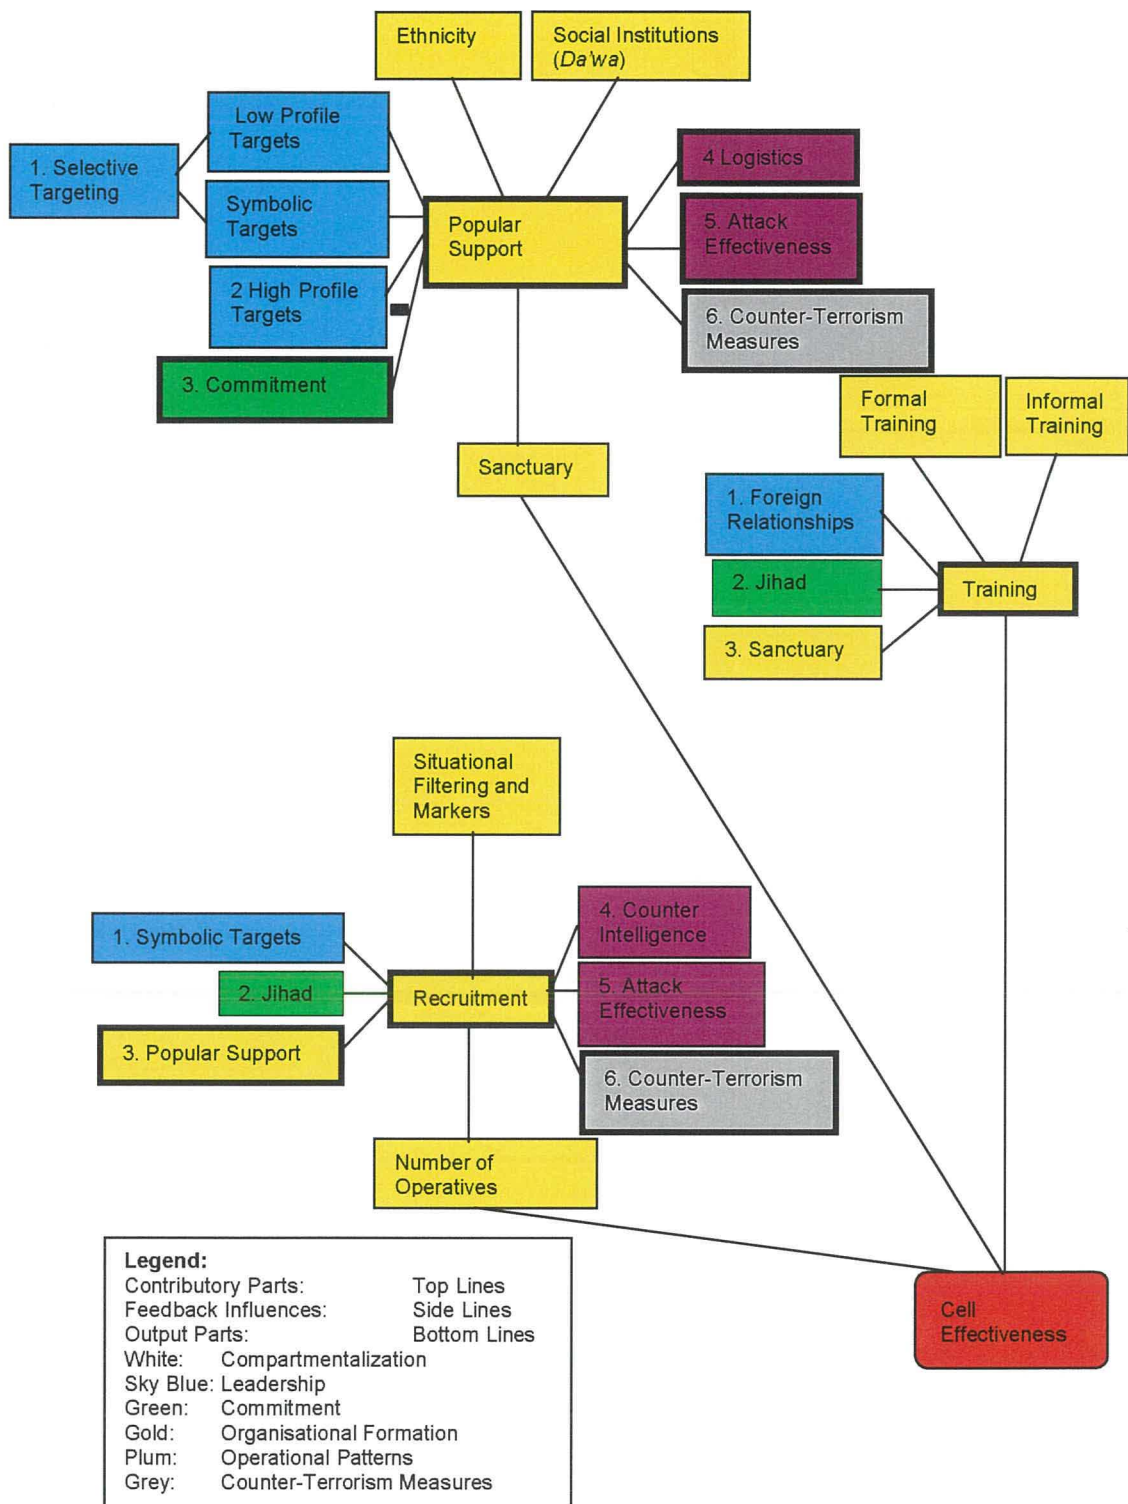 Ethnicity
Social Institutions
(Da'wa)
Low Profile
Targets
1. Selective
Targeting
Symbolic
Targets
2 High Profile
Targets
3. Commitment
Popular
Support
4 Logistics
5. Attack
Effectiveness
6. Counter-Terrorism
Measures
Sanctuary
Formal
Training
Informal
Training
1. Foreign
Relationships
2. Jihad
3. Sanctuary
Training
Situational
Filtering and
Markers
1. Symbolic Targets
2. Jihad
3. Popular Support
Recruitment
4. Counter
Intelligence
5. Attack
Effectiveness
6. Counter-Terrorism
Measures
Number of
Operatives
Cell
Effectiveness
Legend:
Contributory Parts: Top Lines
Feedback Influences: Side Lines
Output Parts: Bottom Lines
White: Compartmentalization
Sky Blue: Leadership
Green: Commitment
Gold: Organisational Formation
Plum: Operational Patterns
Grey: Counter-Terrorism Measures